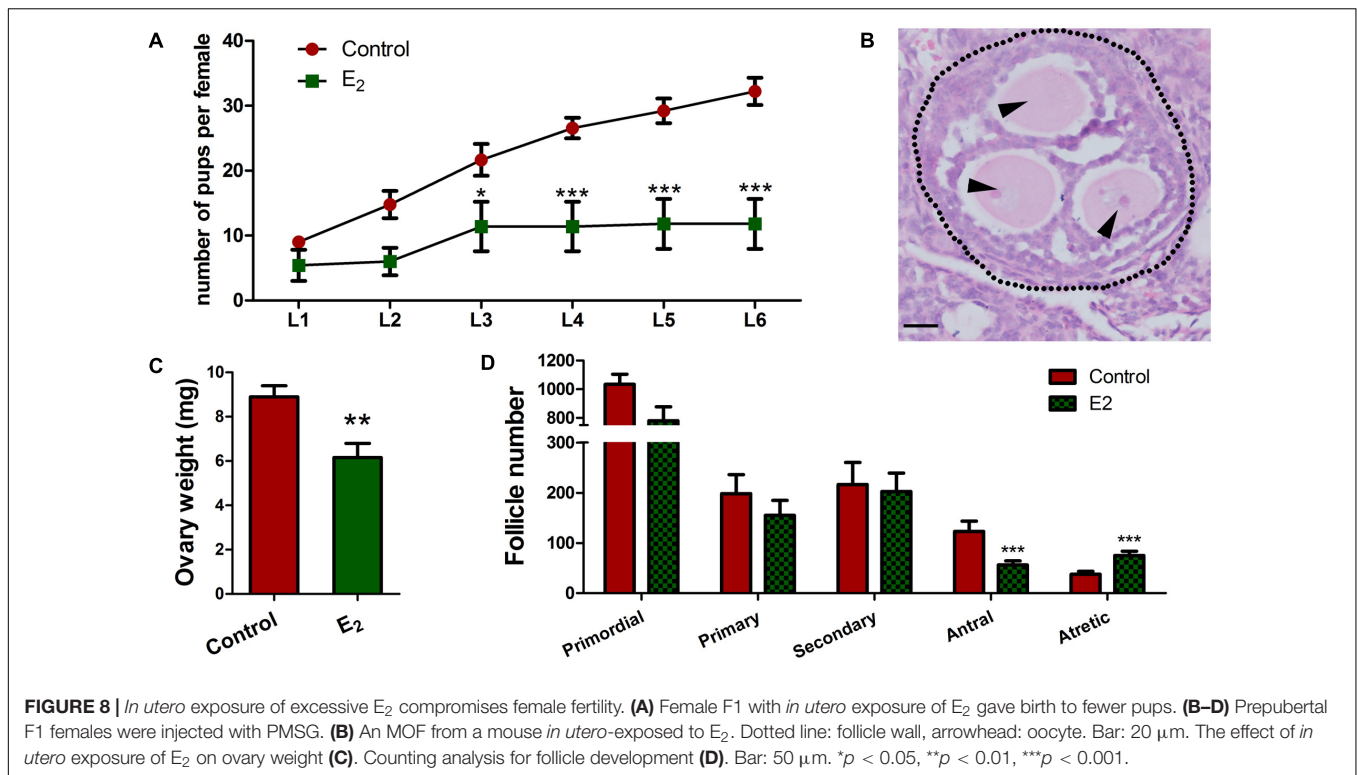 A
40
30
20
10
0
number of pups per female
Control
E2
*
***
***
***
L1 L2 L3 L4 L5 L6
B
C
10
8
6
4
2
0
Ovary weight (mg)
**
Control
E2
D
1200
1000
800
600
300
200
100
0
Follicle number
Control
E2
***
***
Primordial
Primary
Secondary
Antral
Atretic
FIGURE 8 | In utero exposure of excessive E2 compromises female fertility. (A) Female F1 with in utero exposure of E2 gave birth to fewer pups. (B–D) Prepubertal
F1 females were injected with PMSG. (B) An MOF from a mouse in utero-exposed to E2. Dotted line: follicle wall, arrowhead: oocyte. Bar: 20 μm. The effect of in
utero exposure of E2 on ovary weight (C). Counting analysis for follicle development (D). Bar: 50 μm. *p < 0.05, **p < 0.01, ***p < 0.001.